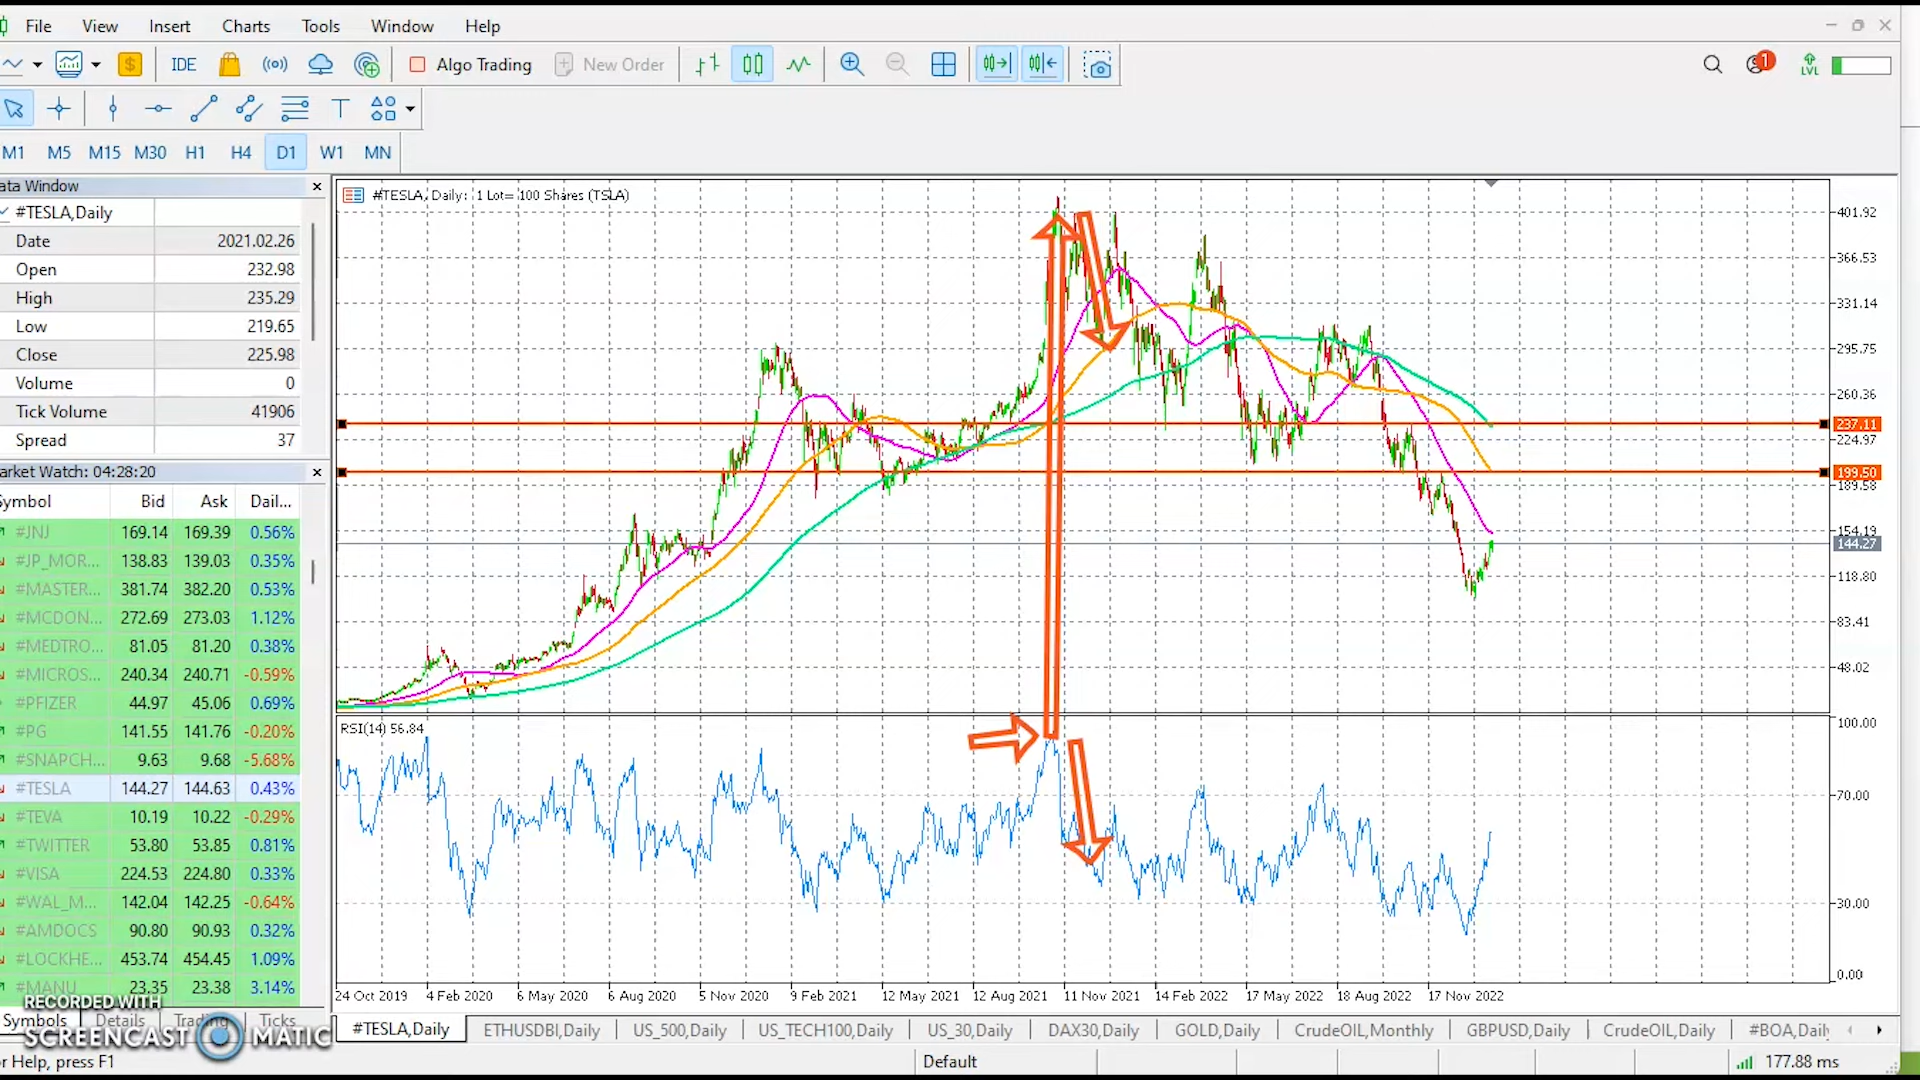 File View Insert Charts Tools Window Help
IDE Algo Trading New Order 1 LVL
M1 M5 M15 M30 H1 H4 D1 W1 MN
ata Window
#TESLA,Daily
Date 2021.02.26
Open 232.98
High 235.29
Low 219.65
Close 225.98
Volume 0
Tick Volume 41906
Spread 37
arket Watch: 04:28:20
Symbol Bid Ask Dail...
#JNJ 169.14 169.39 0.56%
#JP_MOR... 138.83 139.03 0.35%
#MASTER... 381.74 382.20 0.53%
#MCDON... 272.69 273.03 1.12%
#MEDTRO... 81.05 81.20 0.38%
#MICROS... 240.34 240.71 -0.59%
#PFIZER 44.97 45.06 0.69%
#PG 141.55 141.76 -0.20%
#SNAPCH... 9.63 9.68 -5.68%
#TESLA 144.27 144.63 0.43%
#TEVA 10.19 10.22 -0.29%
#TWITTER 53.80 53.85 0.81%
#VISA 224.53 224.80 0.33%
#WAL_M... 142.04 142.25 -0.64%
#AMDOCS 90.80 90.93 0.32%
#LOCKHE... 453.74 454.45 1.09%
#MANU 23.35 23.38 3.14%
Symbols Details Trading Ticks
RECORDED WITH
SCREENCAST MATIC
#TESLA, Daily: 1 Lot= 100 Shares (TSLA)
401.92
366.53
331.14
295.75
260.36
237.11
224.97
199.50
189.58
154.19
144.27
118.80
83.41
48.02
RSI(14) 56.84
100.00
70.00
30.00
0.00
24 Oct 2019 4 Feb 2020 6 May 2020 6 Aug 2020 5 Nov 2020 9 Feb 2021 12 May 2021 12 Aug 2021 11 Nov 2021 14 Feb 2022 17 May 2022 18 Aug 2022 17 Nov 2022
#TESLA,Daily ETHUSDBI,Daily US_500,Daily US_TECH100,Daily US_30,Daily DAX30,Daily GOLD,Daily CrudeOIL,Monthly GBPUSD,Daily CrudeOIL,Daily #BOA,Daily
or Help, press F1 Default 177.88 ms